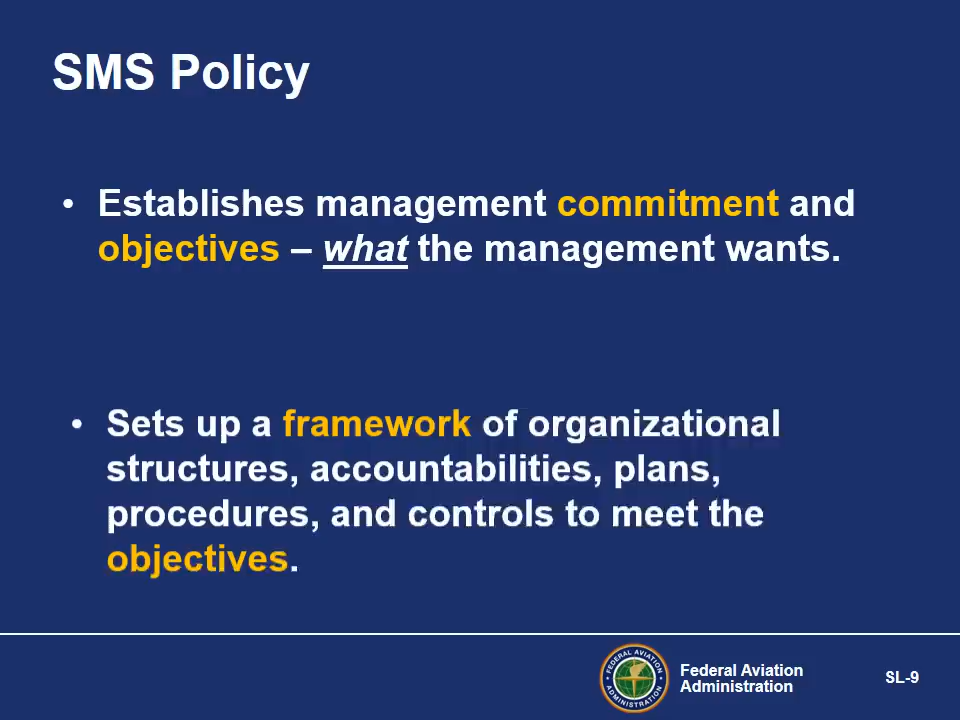 SMS Policy
• Establishes management commitment and
objectives – what the management wants.
• Sets up a framework of organizational
structures, accountabilities, plans,
procedures, and controls to meet the
objectives.
FEDERAL AVIATION
ADMINISTRATION
Federal Aviation
Administration
SL-9